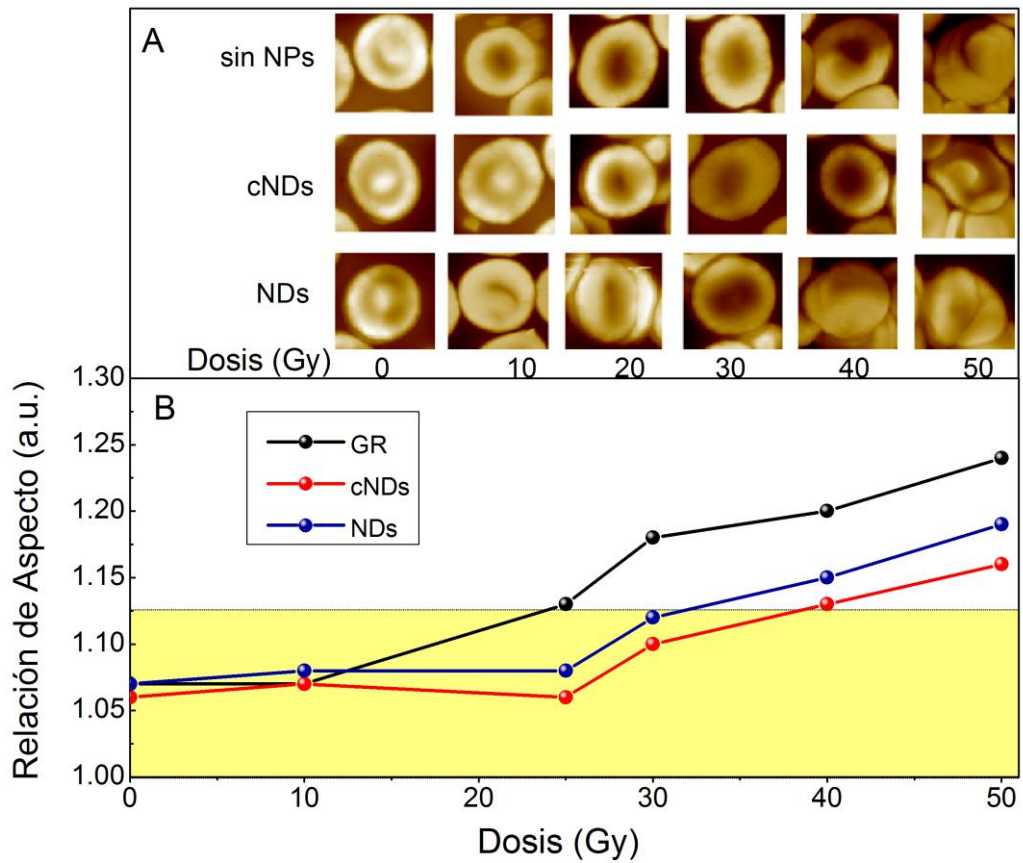 A
sin NPs
cNDs
NDs
Dosis (Gy) 0 10 20 30 40 50
B
GR
cNDs
NDs
Relación de Aspecto (a.u.)
1.30
1.25
1.20
1.15
1.10
1.05
1.00
0 10 20 30 40 50
Dosis (Gy)